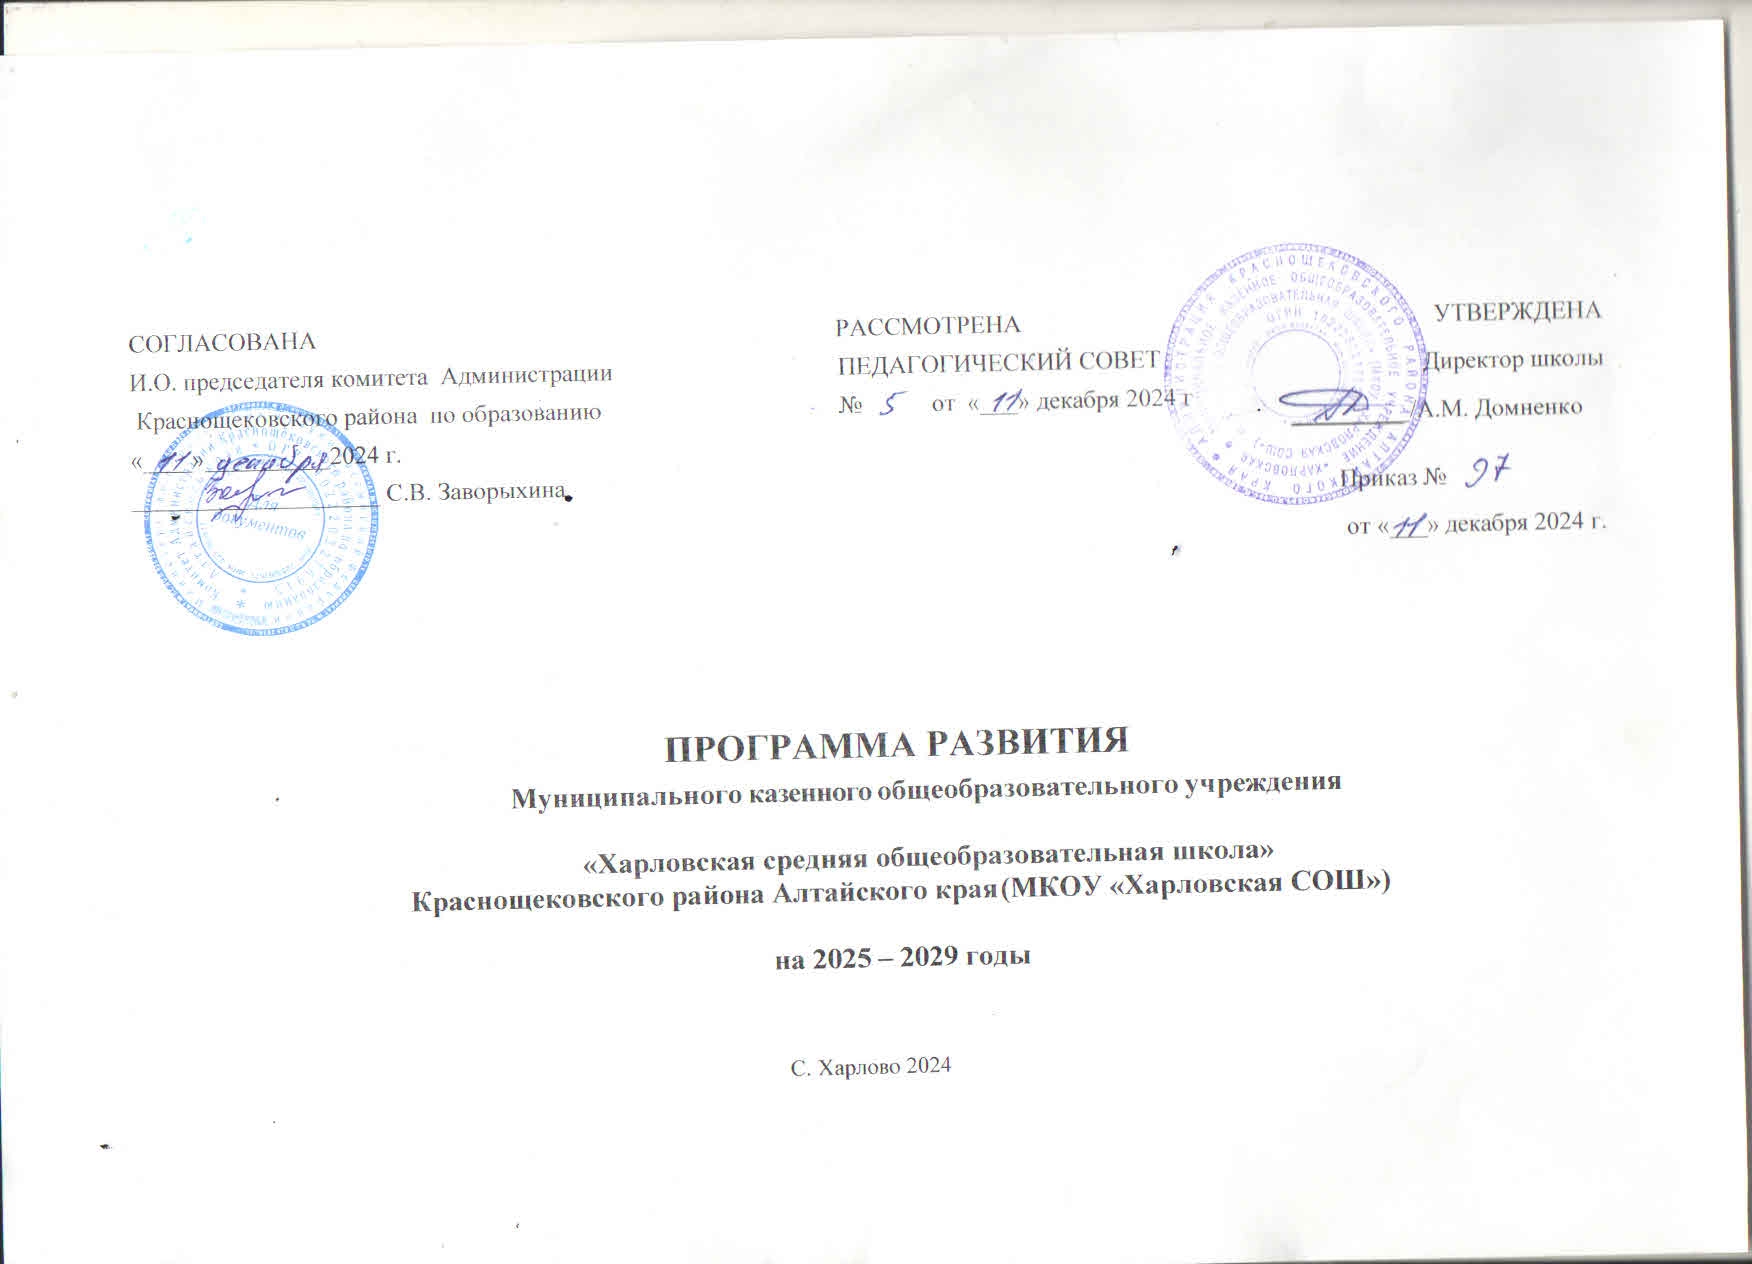 СОГЛАСОВАНА
И.О. председателя комитета Администрации
Краснощековского района по образованию
«11» декабря 2024 г.
С.В. Заворыхина
Для
документов
РАССМОТРЕНА
ПЕДАГОГИЧЕСКИЙ СОВЕТ
№ 5 от «11» декабря 2024 г
УТВЕРЖДЕНА
Директор школы
/А.М. Домненко
Приказ № 97
от «11» декабря 2024 г.
ПРОГРАММА РАЗВИТИЯ
Муниципального казенного общеобразовательного учреждения
«Харловская средняя общеобразовательная школа»
Краснощековского района Алтайского края (МКОУ «Харловская СОШ»)
на 2025 – 2029 годы
С. Харлово 2024